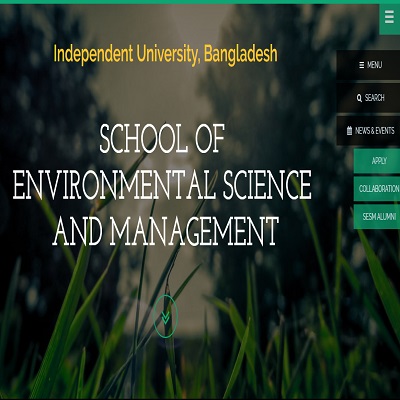 Independent University, Bangladesh
SCHOOL OF
ENVIRONMENTAL SCIENCE
AND MANAGEMENT
MENU
SEARCH
NEWS & EVENTS
APPLY
COLLABORATION
SESM ALUMNI